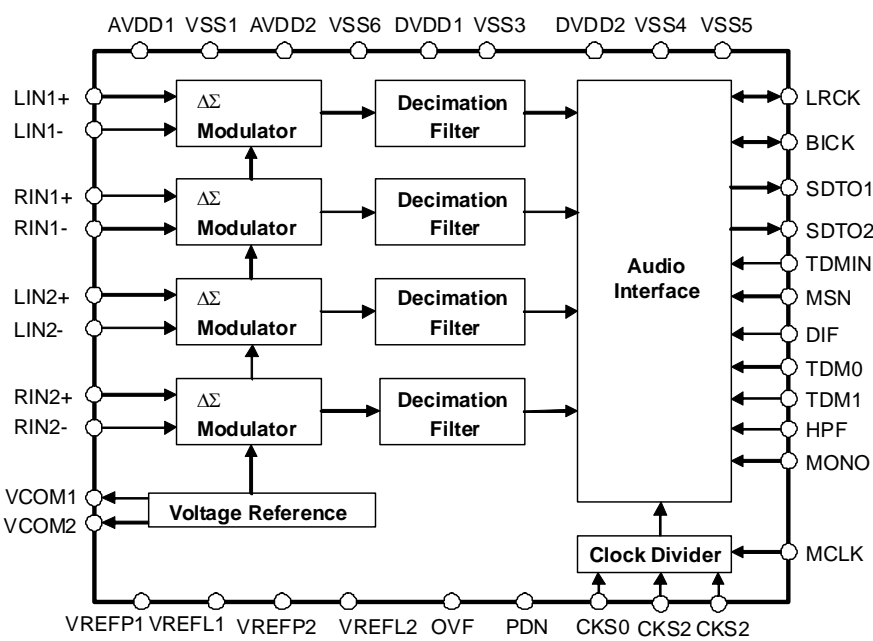 AVDD1 VSS1 AVDD2 VSS6 DVDD1 VSS3 DVDD2 VSS4 VSS5
LIN1+
LIN1-
RIN1+
RIN1-
LIN2+
LIN2-
RIN2+
RIN2-
VCOM1
VCOM2
ΔΣ
Modulator
ΔΣ
Modulator
ΔΣ
Modulator
ΔΣ
Modulator
Voltage Reference
Decimation
Filter
Decimation
Filter
Decimation
Filter
Decimation
Filter
Audio
Interface
Clock Divider
LRCK
BICK
SDTO1
SDTO2
TDMIN
MSN
DIF
TDM0
TDM1
HPF
MONO
MCLK
VREFP1 VREFL1 VREFP2 VREFL2 OVF PDN CKS0 CKS2 CKS2